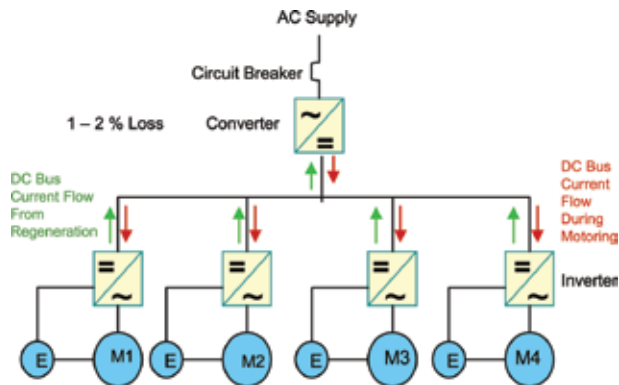 AC Supply
Circuit Breaker
1 – 2 % Loss
Converter
~
=
DC Bus
Current Flow
From
Regeneration
DC Bus
Current
Flow
During
Motoring
=
~
=
~
=
~
=
~
Inverter
E
M1
E
M2
E
M3
E
M4